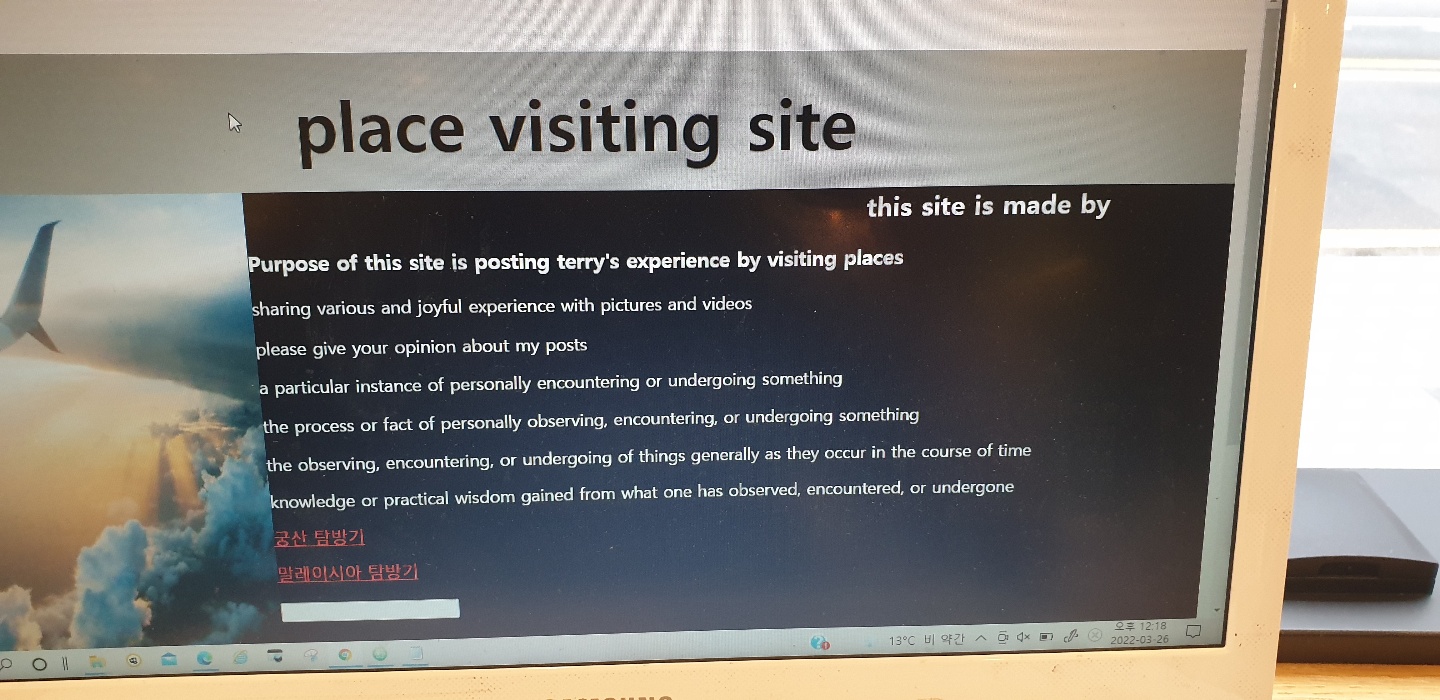 place visiting site
this site is made by
Purpose of this site is posting terry's experience by visiting places
sharing various and joyful experience with pictures and videos
please give your opinion about my posts
a particular instance of personally encountering or undergoing something
the process or fact of personally observing, encountering, or undergoing something
the observing, encountering, or undergoing of things generally as they occur in the course of time
knowledge or practical wisdom gained from what one has observed, encountered, or undergone
궁산 탐방기
말레이시아 탐방기
13°C 비 약간
오후 12:18
2022-03-26